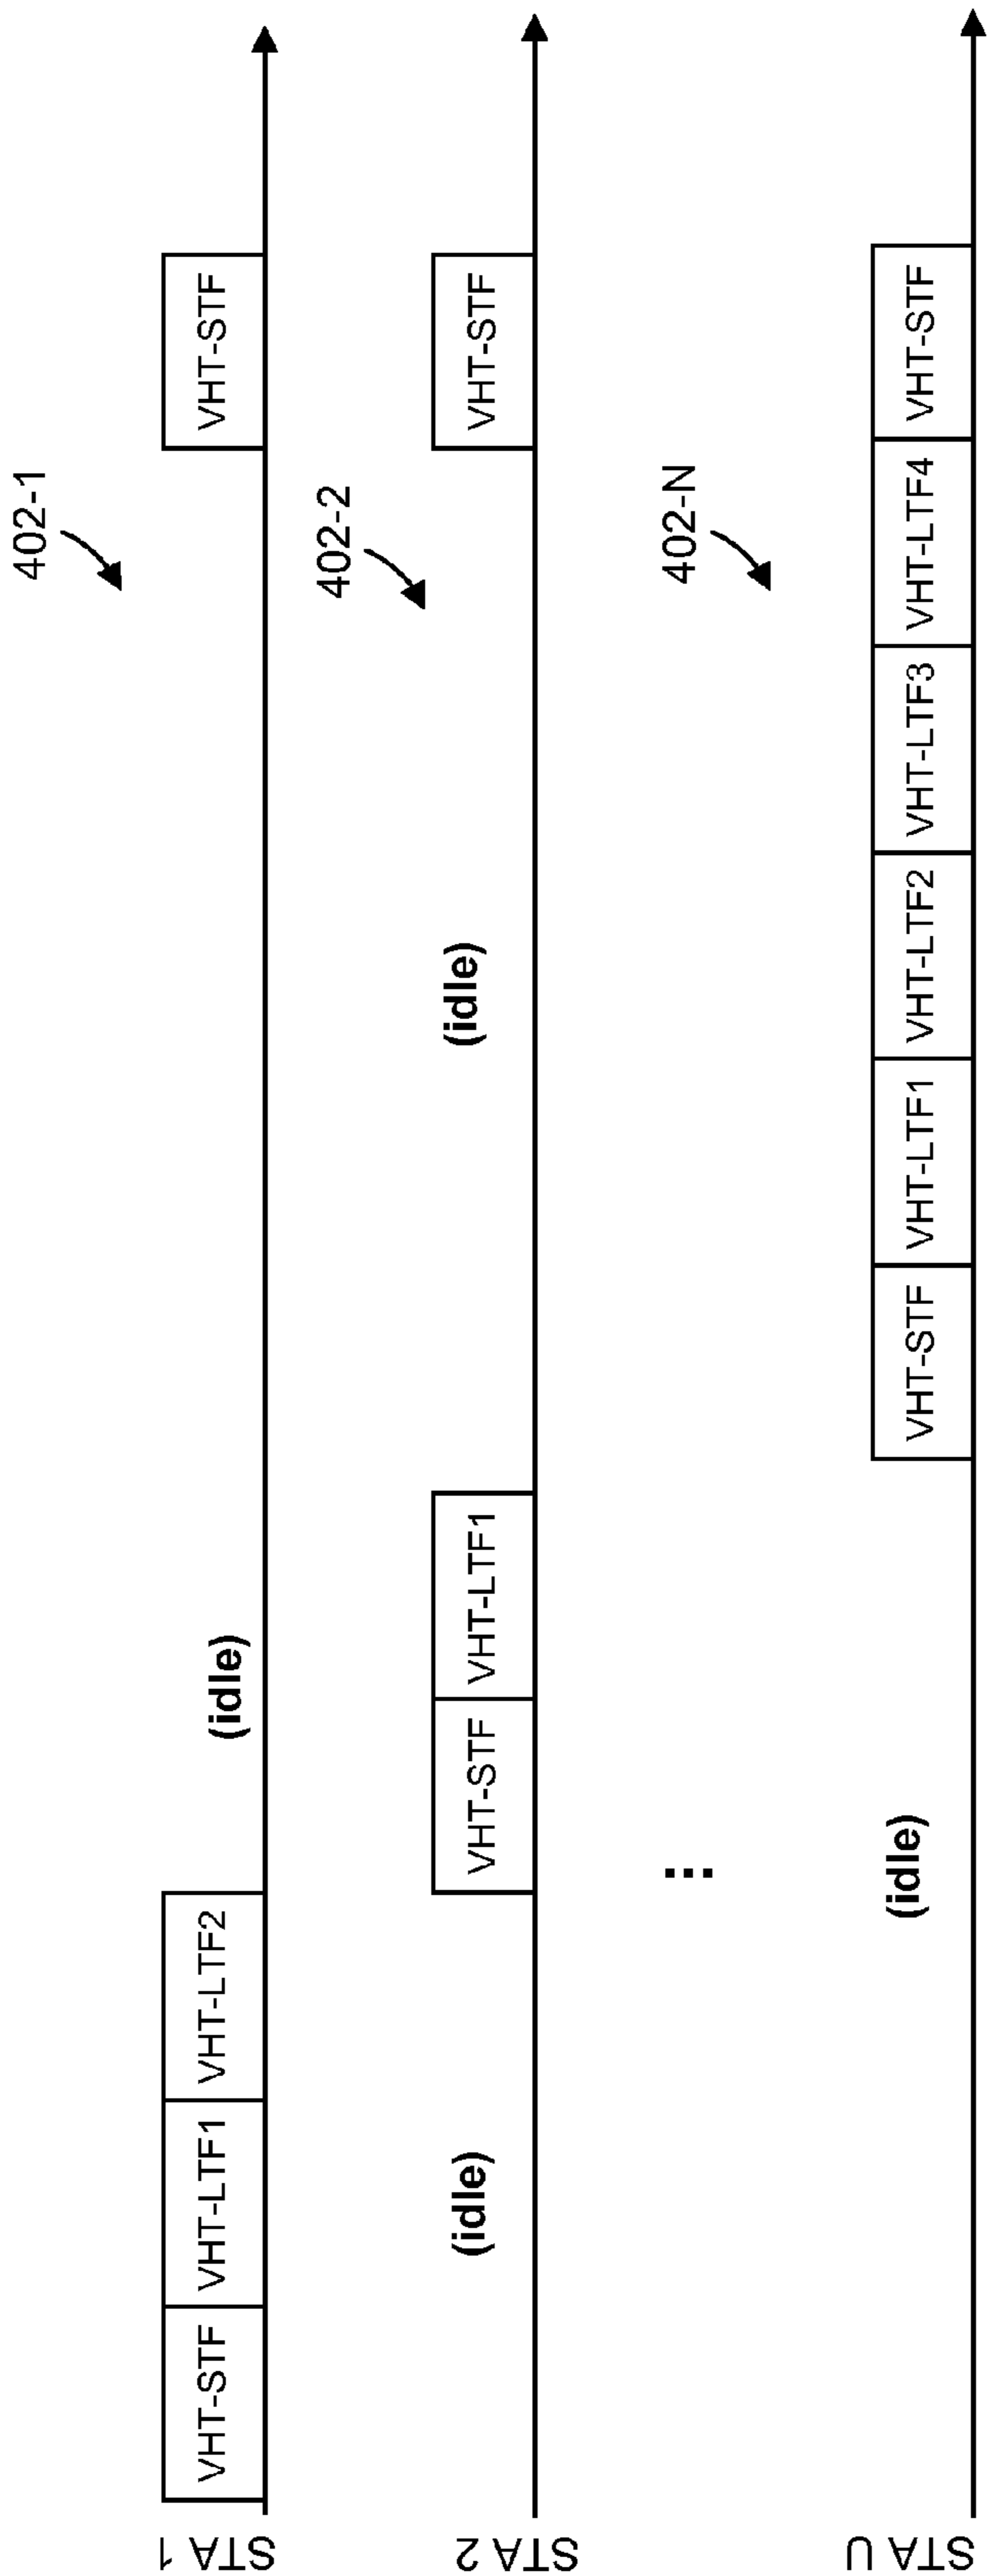 402-1
STA 1
VHT-STF
VHT-LTF1
VHT-LTF2
(idle)
VHT-STF
402-2
STA 2
(idle)
VHT-STF
VHT-LTF1
(idle)
VHT-STF
...
402-N
STA U
(idle)
VHT-STF
VHT-LTF1
VHT-LTF2
VHT-LTF3
VHT-LTF4
VHT-STF